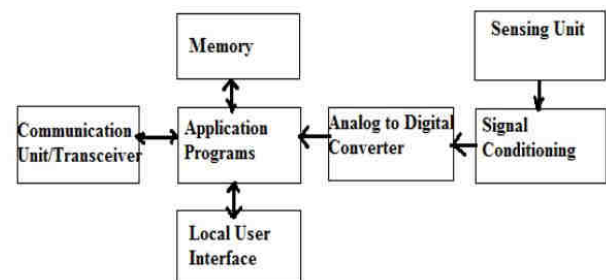 Memory
Sensing Unit
Communication
Unit/Transceiver
Application
Programs
Analog to Digital
Converter
Signal
Conditioning
Local User
Interface